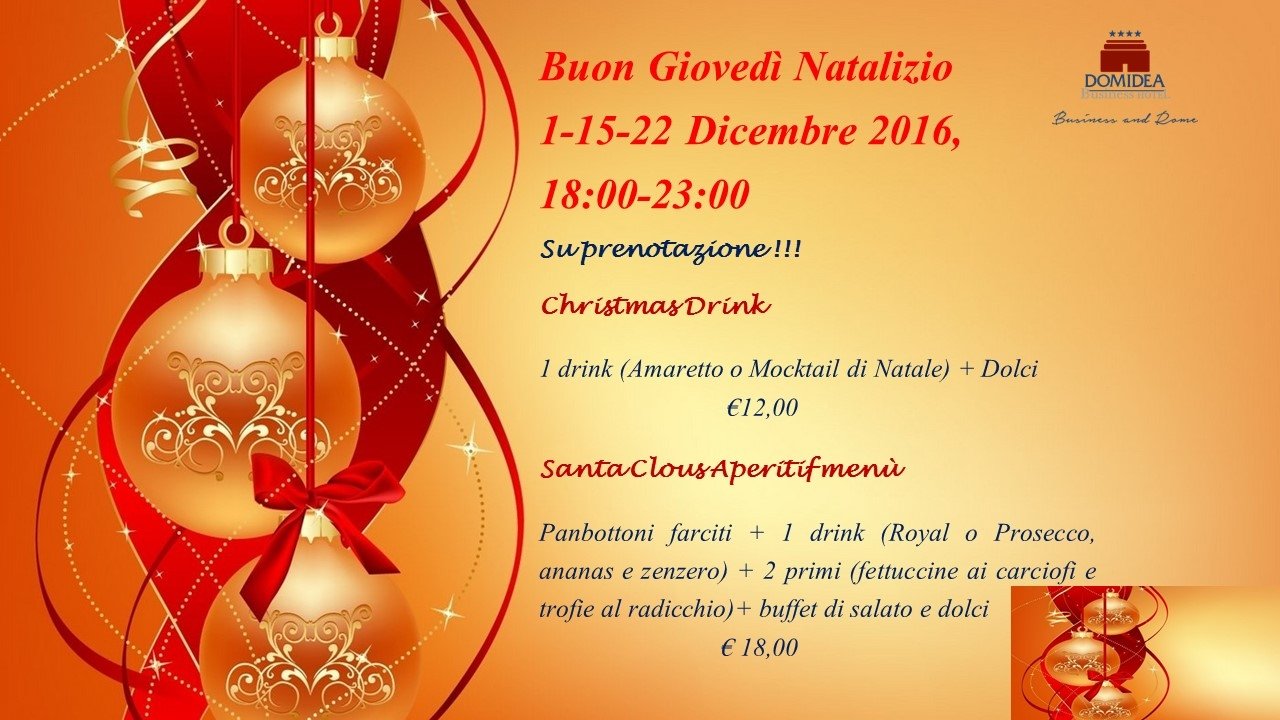 Buon Giovedì Natalizio
1-15-22 Dicembre 2016,
18:00-23:00
Su prenotazione !!!
Christmas Drink
1 drink (Amaretto o Mocktail di Natale) + Dolci
€12,00
Santa Clous Aperitif menù
Panbottoni farciti + 1 drink (Royal o Prosecco,
ananas e zenzero) + 2 primi (fettuccine ai carciofi e
trofie al radicchio)+ buffet di salato e dolci
€ 18,00
DOMIDEA
Business HOTEL
Business and Rome